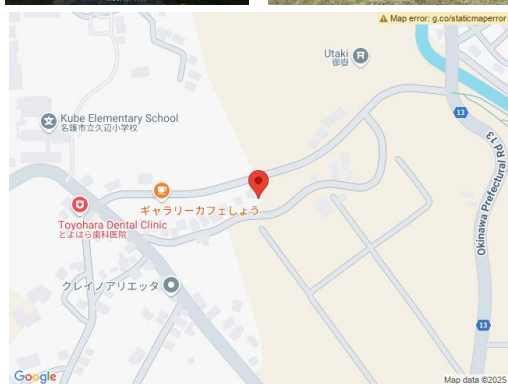 Map error: g.co/staticmaperror
Utaki
御嶽
13
Kube Elementary School
名護市立久辺小学校
Okinawa Prefectural Rd 13
ギャラリーカフェしょう
Toyohara Dental Clinic
とよはら歯科医院
クレイノアリエッタ
13
Google
Map data ©2025